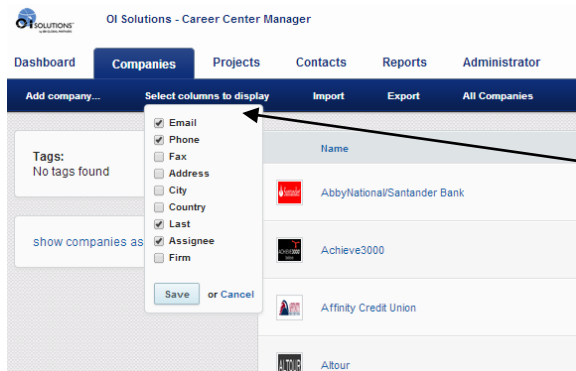 OI SOLUTIONS
OI Solutions - Career Center Manager
Dashboard Companies Projects Contacts Reports Administrator
Add company... Select columns to display Import Export All Companies
Email
Phone
Fax
Address
City
Country
Last
Assignee
Firm
Save or Cancel
Tags:
No tags found
show companies as
Name
Santander
AbbyNational/Santander Bank
ACHIEVE3000
Achieve3000
Affinity Credit Union
ALTOUR
Altour